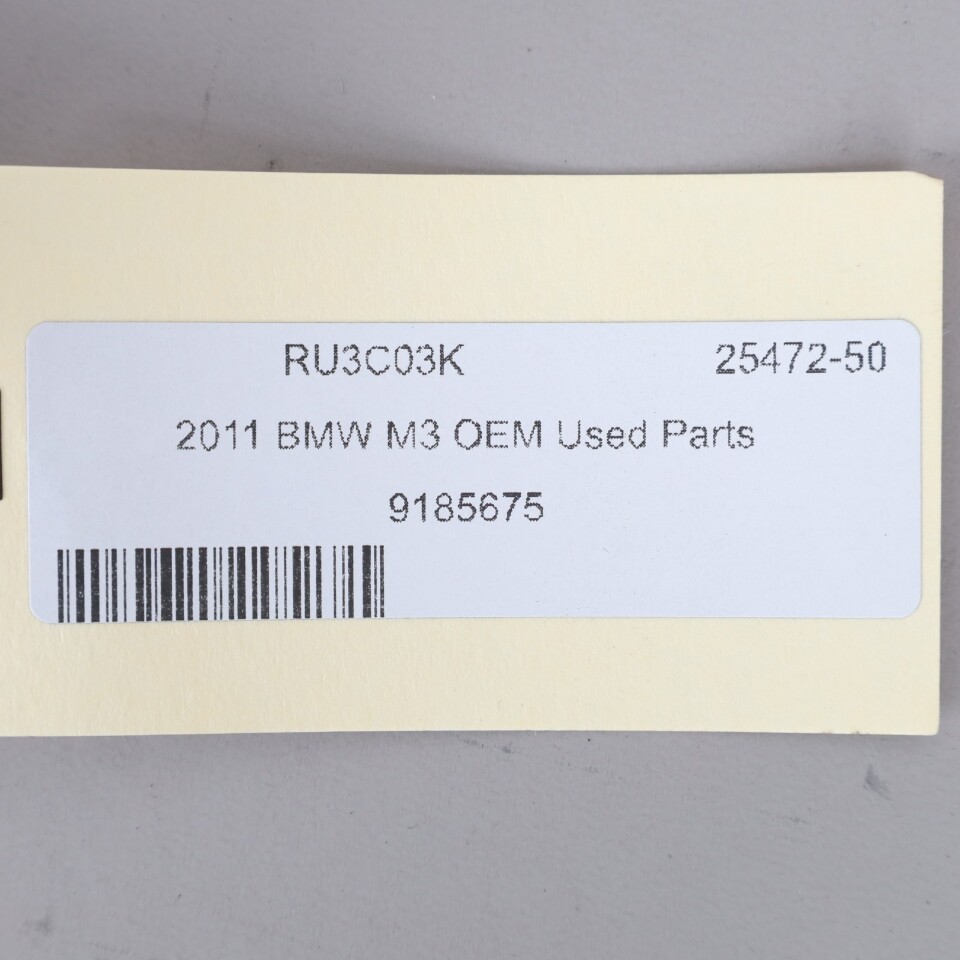 RU3C03K 25472-50
2011 BMW M3 OEM Used Parts
9185675